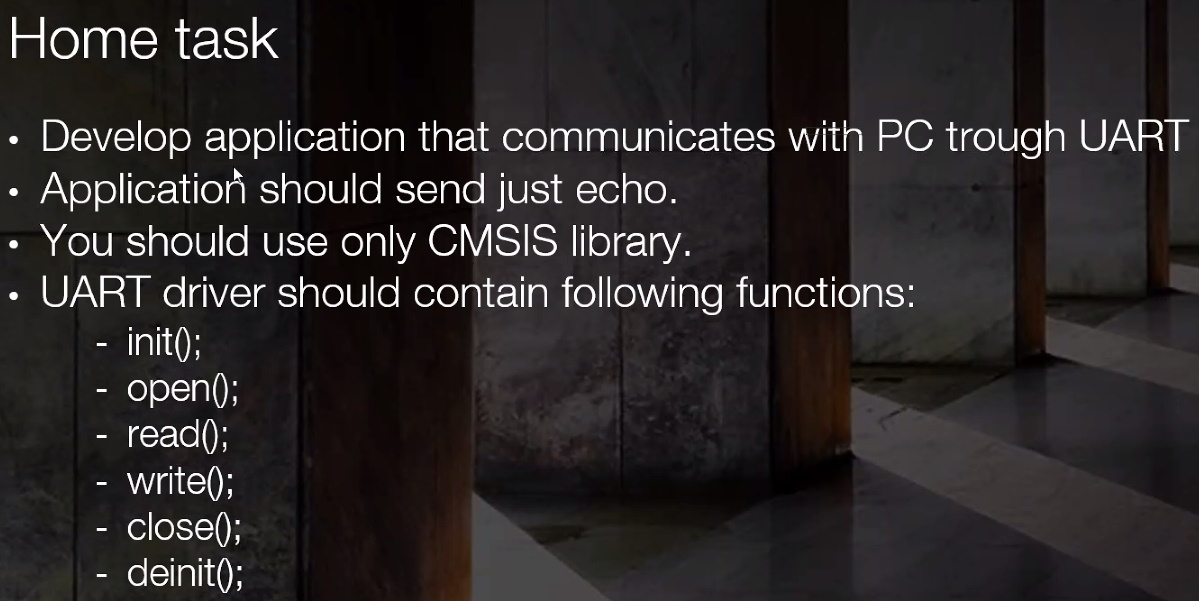 Home task
• Develop application that communicates with PC trough UART
• Application should send just echo.
• You should use only CMSIS library.
• UART driver should contain following functions:
- init();
- open();
- read();
- write();
- close();
- deinit();